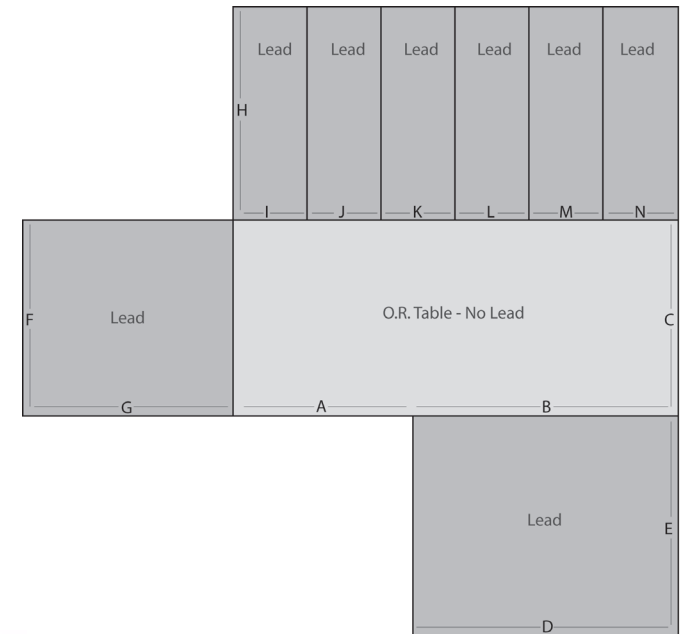 Lead Lead Lead Lead Lead Lead
H
I J K L M N
O.R. Table - No Lead
Lead
F
C
G A B
Lead
E
D